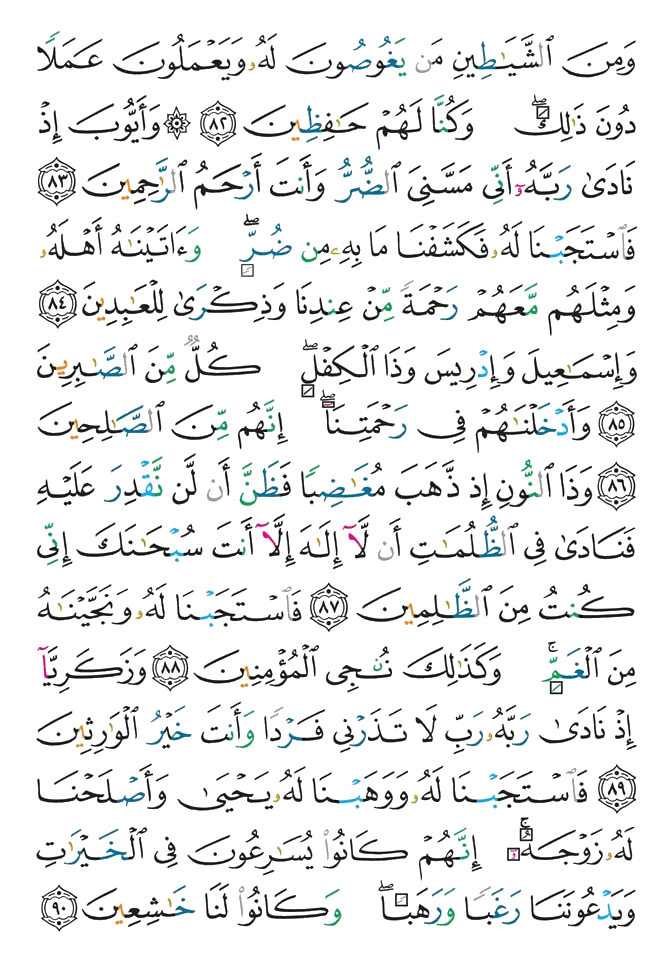 وَمِنَ ٱلشَّيَـٰطِينِ مَن يَغُوصُونَ لَهُۥ وَيَعْمَلُونَ عَمَلًا
دُونَ ذَٰلِكَ ۖ وَكُنَّا لَهُمْ حَـٰفِظِينَ ٨٢ ۞ وَأَيُّوبَ إِذْ
نَادَىٰ رَبَّهُۥٓ أَنِّى مَسَّنِىَ ٱلضُّرُّ وَأَنتَ أَرْحَمُ ٱلرَّٰحِمِينَ ٨٣
فَٱسْتَجَبْنَا لَهُۥ فَكَشَفْنَا مَا بِهِۦ مِن ضُرٍّ ۖ وَءَاتَيْنَـٰهُ أَهْلَهُۥ
وَمِثْلَهُم مَّعَهُمْ رَحْمَةً مِّنْ عِندِنَا وَذِكْرَىٰ لِلْعَـٰبِدِينَ ٨٤
وَإِسْمَـٰعِيلَ وَإِدْرِيسَ وَذَا ٱلْكِفْلِ ۖ كُلٌّ مِّنَ ٱلصَّـٰبِرِينَ
٨٥ وَأَدْخَلْنَـٰهُمْ فِى رَحْمَتِنَآ ۖ إِنَّهُم مِّنَ ٱلصَّـٰلِحِينَ
٨٦ وَذَا ٱلنُّونِ إِذ ذَّهَبَ مُغَـٰضِبًا فَظَنَّ أَن لَّن نَّقْدِرَ عَلَيْهِ
فَنَادَىٰ فِى ٱلظُّلُمَـٰتِ أَن لَّآ إِلَـٰهَ إِلَّآ أَنتَ سُبْحَـٰنَكَ إِنِّى
كُنتُ مِنَ ٱلظَّـٰلِمِينَ ٨٧ فَٱسْتَجَبْنَا لَهُۥ وَنَجَّيْنَـٰهُ
مِنَ ٱلْغَمِّ ۚ وَكَذَٰلِكَ نُـۨجِى ٱلْمُؤْمِنِينَ ٨٨ وَزَكَرِيَّآ
إِذْ نَادَىٰ رَبَّهُۥ رَبِّ لَا تَذَرْنِى فَرْدًا وَأَنتَ خَيْرُ ٱلْوَٰرِثِينَ
٨٩ فَٱسْتَجَبْنَا لَهُۥ وَوَهَبْنَا لَهُۥ يَحْيَىٰ وَأَصْلَحْنَا
لَهُۥ زَوْجَهُۥٓ ۚ إِنَّهُمْ كَانُوا۟ يُسَـٰرِعُونَ فِى ٱلْخَيْرَٰتِ
وَيَدْعُونَنَا رَغَبًا وَرَهَبًا ۖ وَكَانُوا۟ لَنَا خَـٰشِعِينَ ٩٠